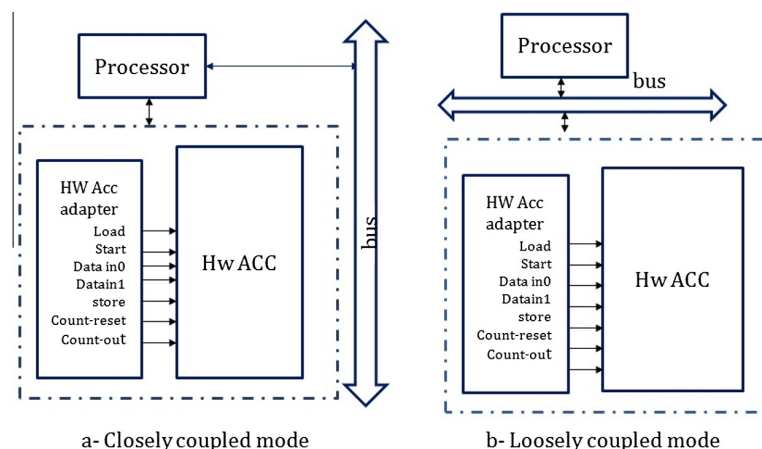 Processor
HW Acc
adapter
Load
Start
Data in0
Datain1
store
Count-reset
Count-out
Hw ACC
bus
a- Closely coupled mode
Processor
bus
HW Acc
adapter
Load
Start
Data in0
Datain1
store
Count-reset
Count-out
Hw ACC
b- Loosely coupled mode